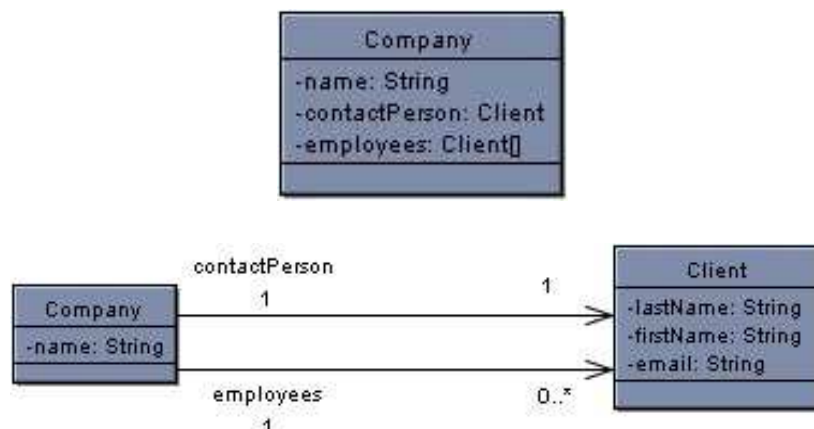 Company
-name: String
-contactPerson: Client
-employees: Client[]
contactPerson
1
1
Company
-name: String
Client
-lastName: String
-firstName: String
-email: String
employees
0..*
1